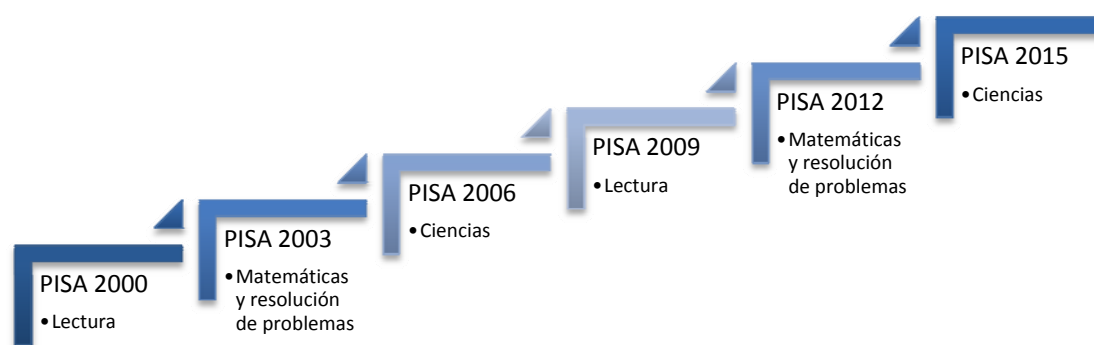 PISA 2000
•Lectura
PISA 2003
•Matemáticas
y resolución
de problemas
PISA 2006
•Ciencias
PISA 2009
•Lectura
PISA 2012
•Matemáticas
y resolución
de problemas
PISA 2015
•Ciencias